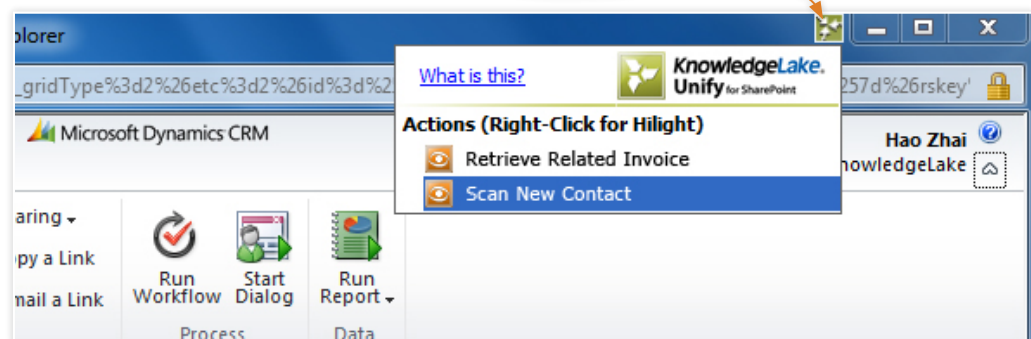 plorer
_gridType%3d2%26etc%3d2%26id%3d%2
257d%26rskey'
What is this?
KnowledgeLake.
Unify for SharePoint
Actions (Right-Click for Hilight)
Retrieve Related Invoice
Scan New Contact
Microsoft Dynamics CRM
Hao Zhai
nowledgeLake
aring
py a Link
mail a Link
Run
Workflow
Start
Dialog
Run
Report
Process
Data